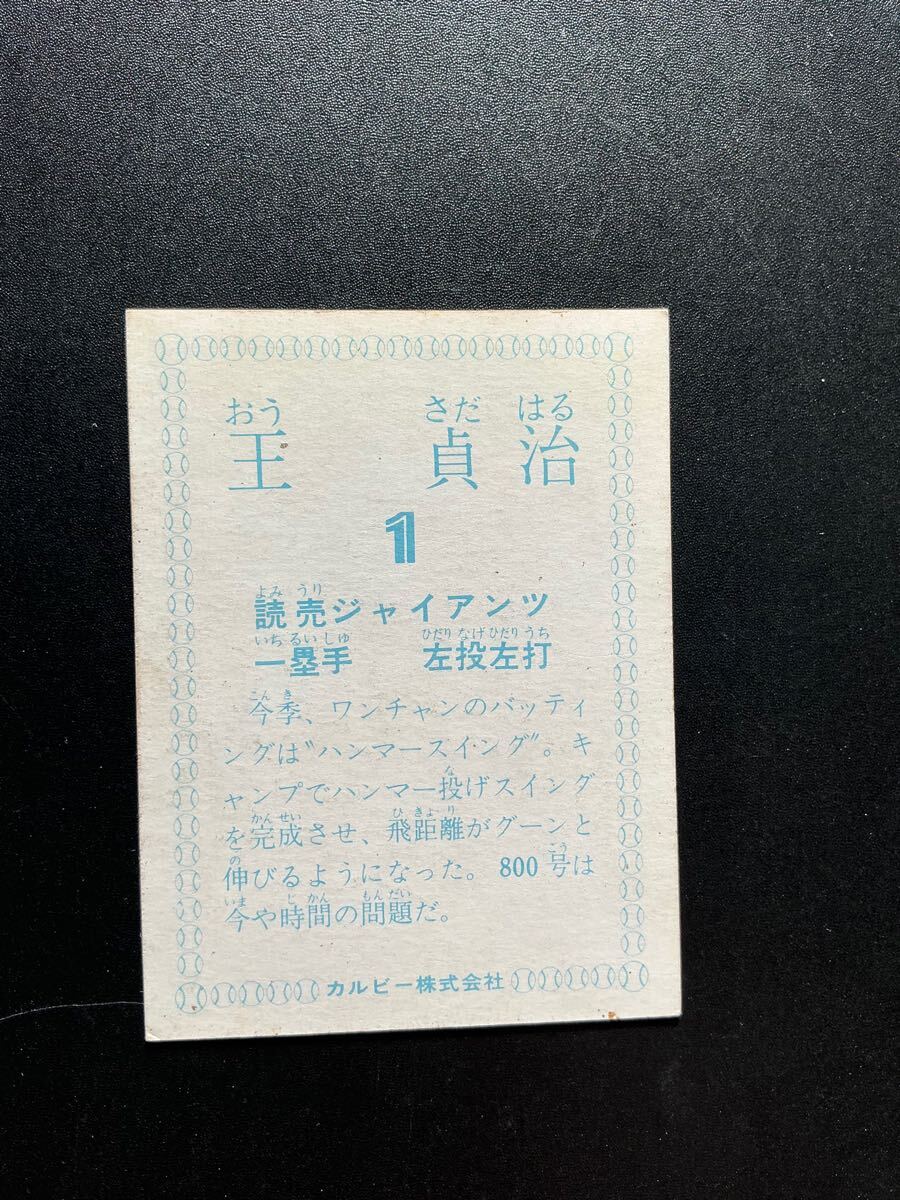 おう さだ はる
王 貞 治
1
よみ うり
読売ジャイアンツ
いち るい しゅ ひだり なげ ひだり うち
一塁手 左投左打
こん き
今季、ワンチャンのバッティ
ングは“ハンマースイング”。キ
な
ャンプでハンマー投げスイング
かん せい ひ きょ り
を完成させ、飛距離がグーンと
の こう
伸びるようになった。800号は
いま じ かん もん だい
今や時間の問題だ。
カルビー株式会社